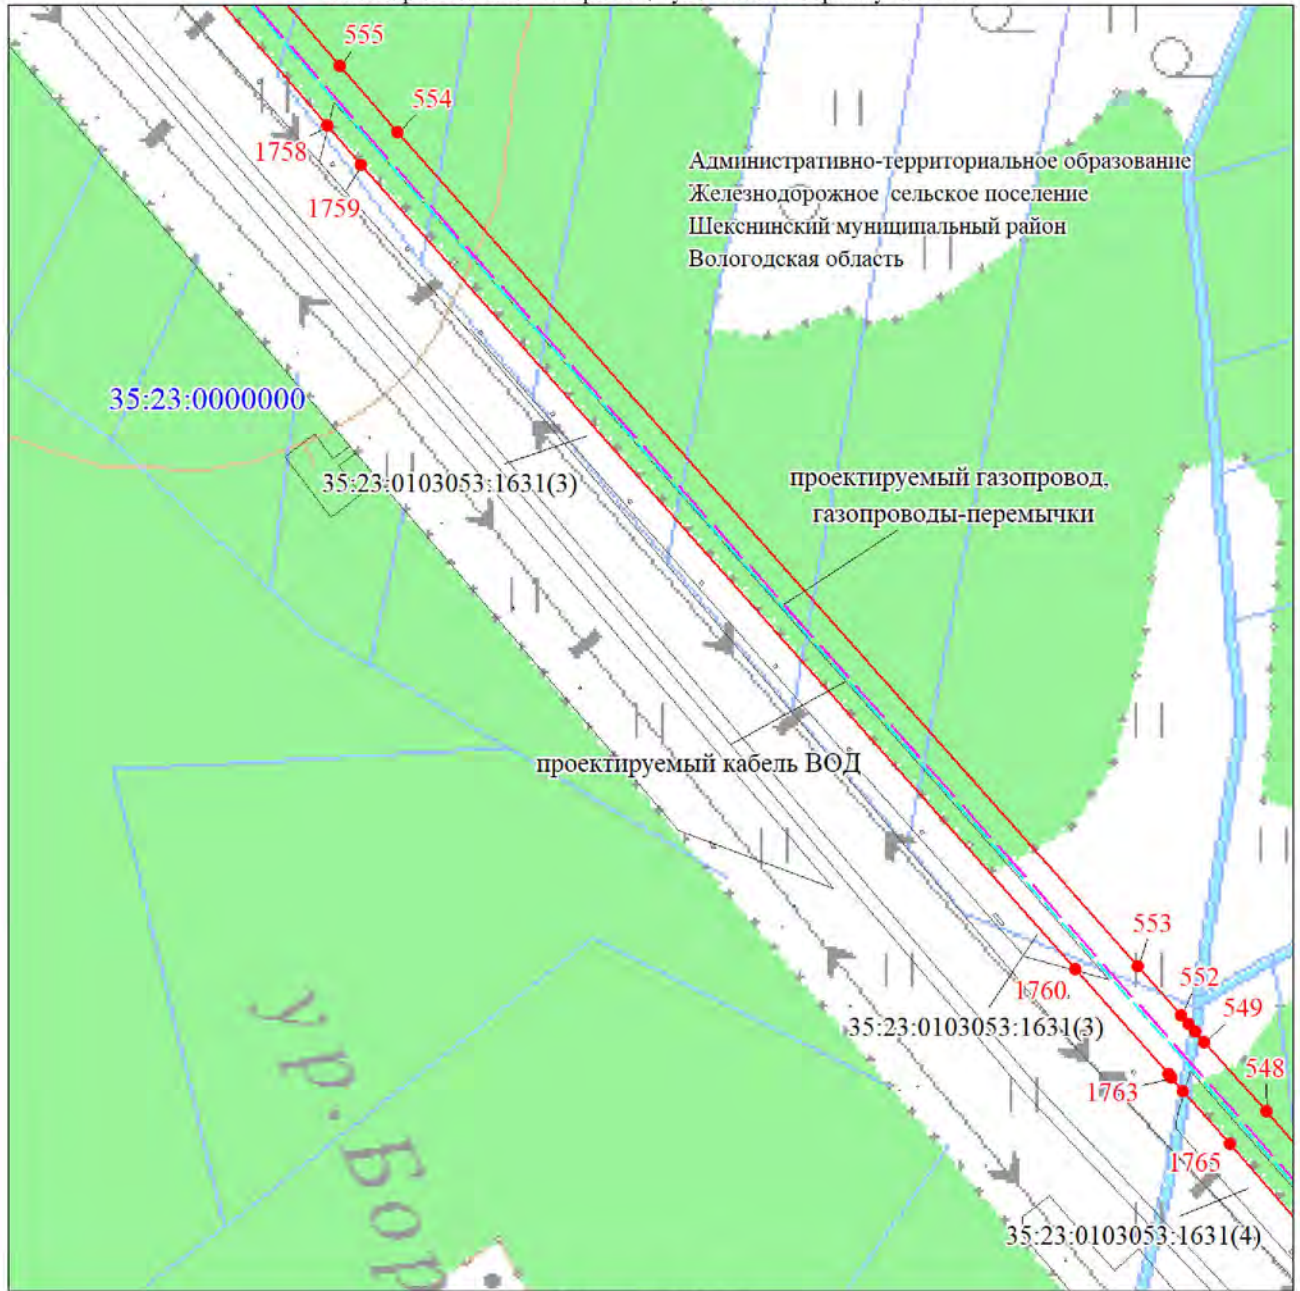 555
554
1758
1759
Административно-территориальное образование
Железнодорожное сельское поселение
Шекснинский муниципальный район
Вологодская область
35:23:0000000
35:23:0103053:1631(3)
проектируемый газопровод,
газопроводы-перемычки
проектируемый кабель ВОД
553
552
549
1760
35:23:0103053:1631(3)
548
1763
1765
35:23:0103053:1631(4)
ур.Бор